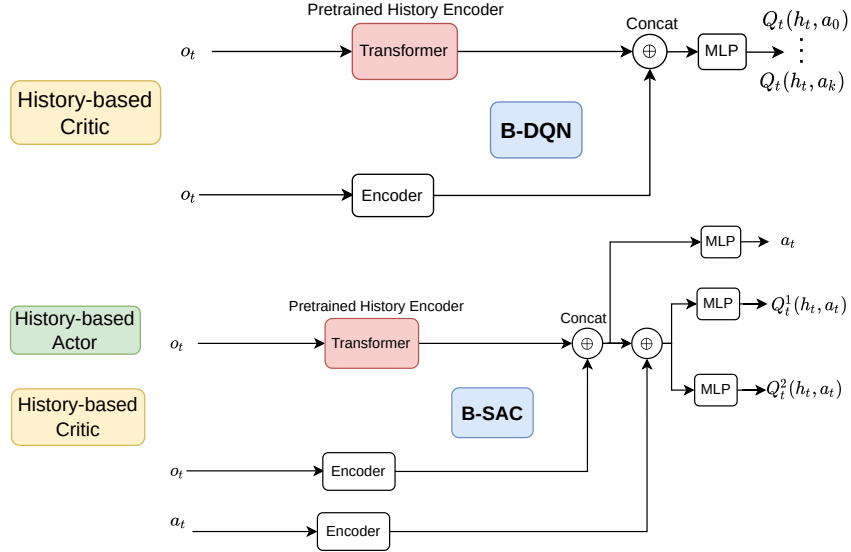 Pretrained History Encoder
Concat
o_t
Transformer
⊕
MLP
Q_t(h_t, a_0)
⋮
Q_t(h_t, a_k)
History-based
Critic
B-DQN
o_t
Encoder
MLP
a_t
Pretrained History Encoder
Concat
MLP
Q_t^1(h_t, a_t)
History-based
Actor
o_t
Transformer
⊕
⊕
MLP
Q_t^2(h_t, a_t)
History-based
Critic
B-SAC
o_t
Encoder
a_t
Encoder